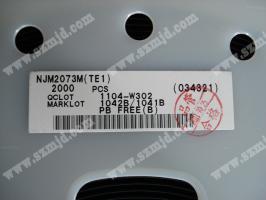 NJM2073M(TE1)
2000 PCS (034321)
QCLOT 1104-W302
MARKLOT 1042B/1041B
PB FREE(B)
www.szmjd.com